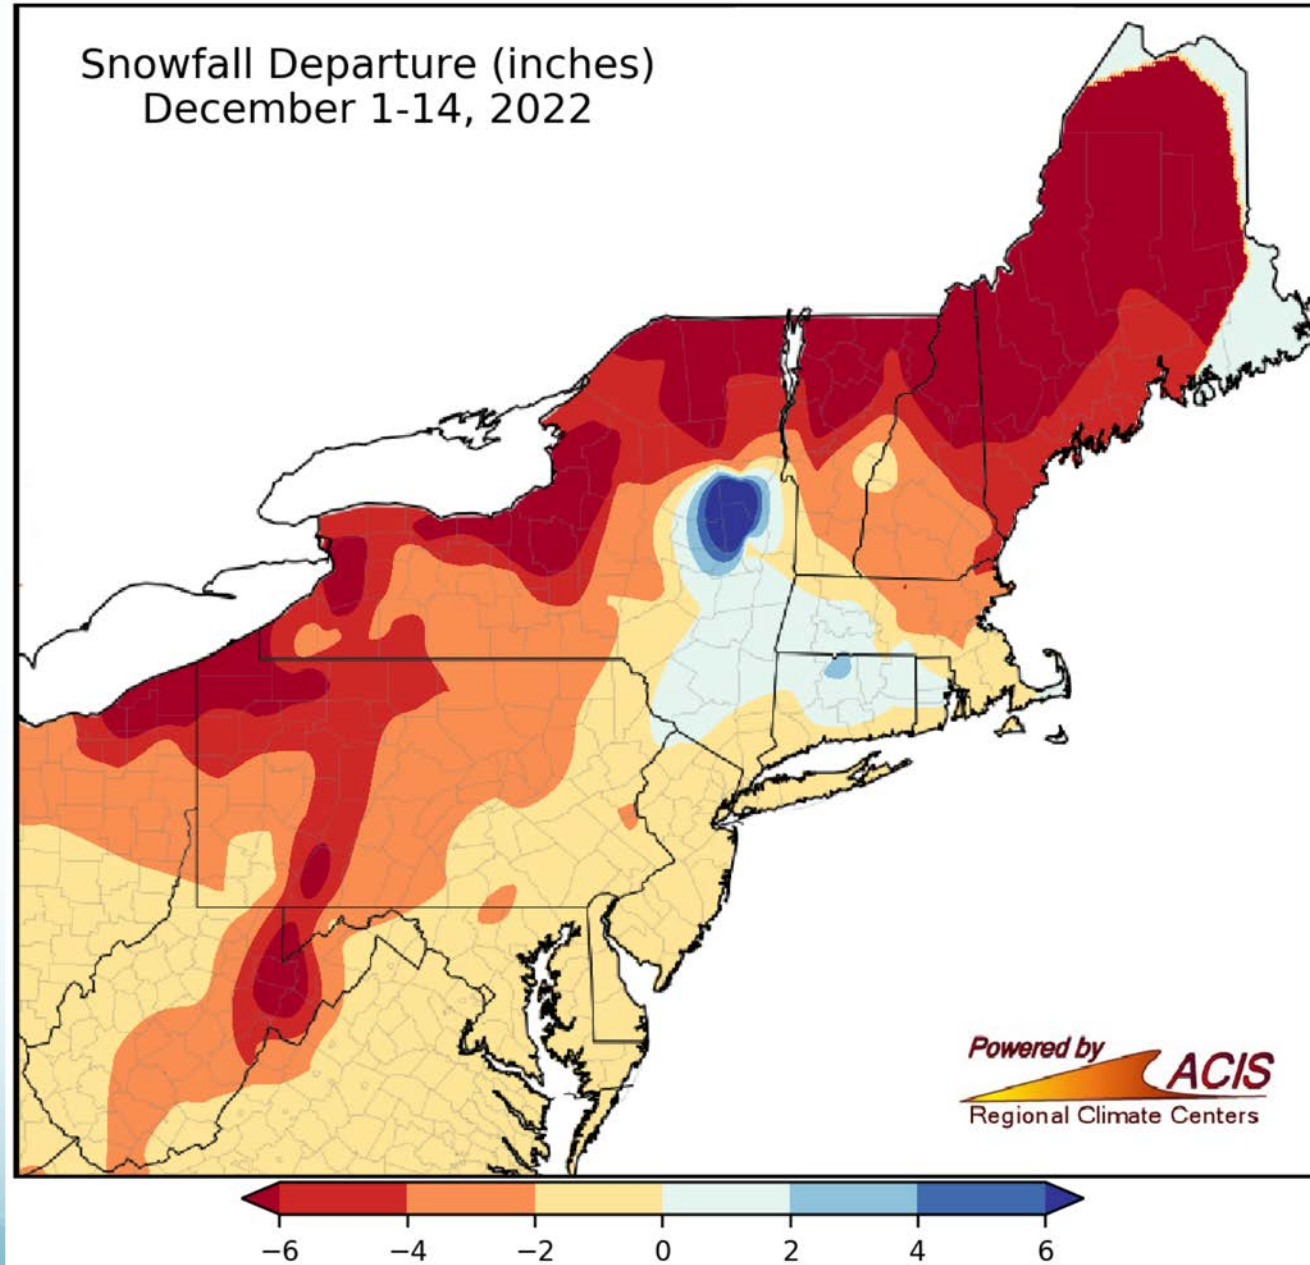 Snowfall Departure (inches)
December 1-14, 2022
Powered by
ACIS
Regional Climate Centers
−6 −4 −2 0 2 4 6